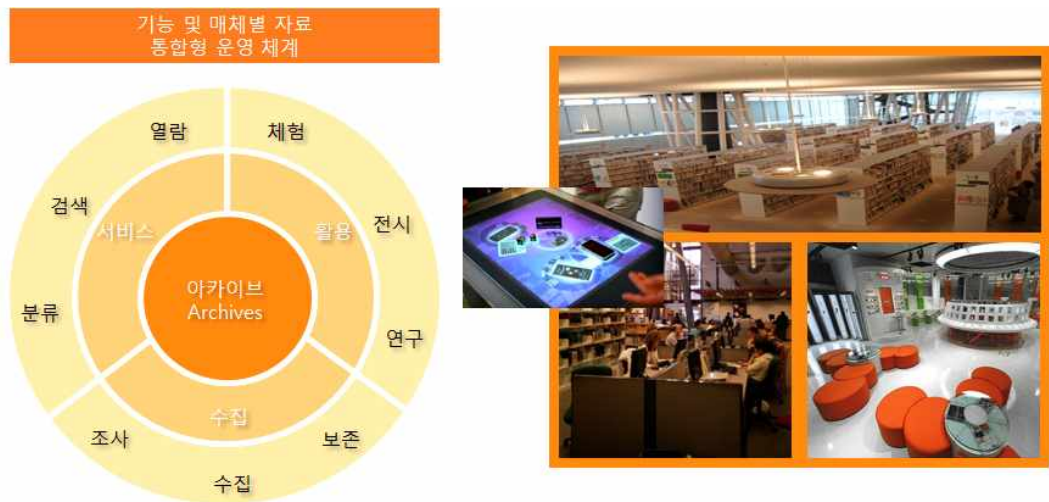 기능 및 매체별 자료
통합형 운영 체계
열람
체험
검색
서비스
활용
전시
아카이브
Archives
분류
연구
수집
조사
보존
수집